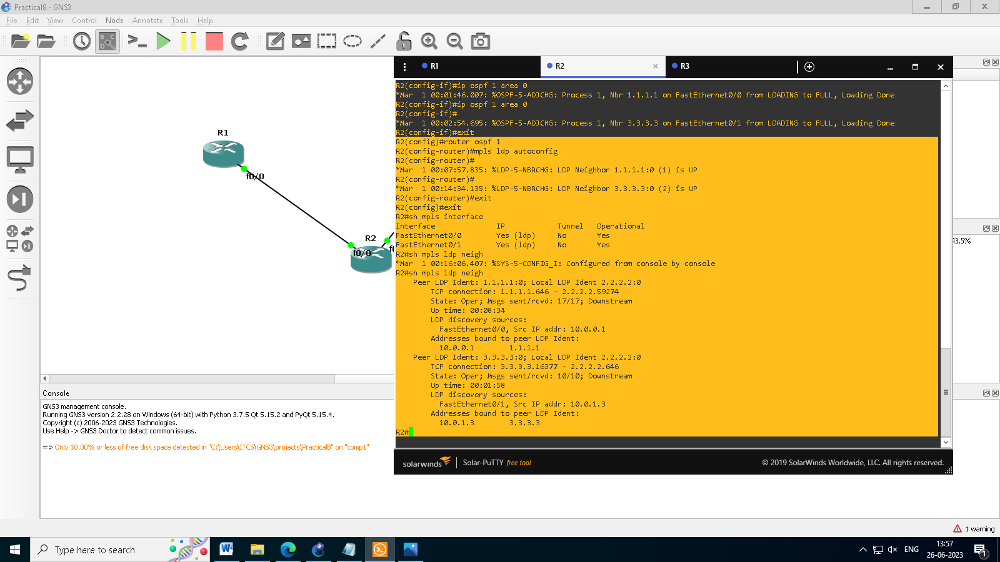 Practical8 - GNS3
File Edit View Control Node Annotate Tools Help
R1
f0/0
R2
f0/0
R1 R2 R3
R2(config-if)#ip ospf 1 area 0
*Mar  1 00:01:46.007: %OSPF-5-ADJCHG: Process 1, Nbr 1.1.1.1 on FastEthernet0/0 from LOADING to FULL, Loading Done
R2(config-if)#ip ospf 1 area 0
R2(config-if)#
*Mar  1 00:02:54.695: %OSPF-5-ADJCHG: Process 1, Nbr 3.3.3.3 on FastEthernet0/1 from LOADING to FULL, Loading Done
R2(config-if)#exit
R2(config)#router ospf 1
R2(config-router)#mpls ldp autoconfig
R2(config-router)#
*Mar  1 00:07:57.835: %LDP-5-NBRCHG: LDP Neighbor 1.1.1.1:0 (1) is UP
R2(config-router)#
*Mar  1 00:14:34.135: %LDP-5-NBRCHG: LDP Neighbor 3.3.3.3:0 (2) is UP
R2(config-router)#exit
R2(config)#exit
R2#sh mpls interface
Interface              IP            Tunnel   Operational
FastEthernet0/0        Yes (ldp)     No       Yes
FastEthernet0/1        Yes (ldp)     No       Yes
R2#sh mpls ldp neigh
*Mar  1 00:16:06.407: %SYS-5-CONFIG_I: Configured from console by console
R2#sh mpls ldp neigh
    Peer LDP Ident: 1.1.1.1:0; Local LDP Ident 2.2.2.2:0
        TCP connection: 1.1.1.1.646 - 2.2.2.2.59274
        State: Oper; Msgs sent/rcvd: 17/17; Downstream
        Up time: 00:08:34
        LDP discovery sources:
          FastEthernet0/0, Src IP addr: 10.0.0.1
        Addresses bound to peer LDP Ident:
          10.0.0.1        1.1.1.1
    Peer LDP Ident: 3.3.3.3:0; Local LDP Ident 2.2.2.2:0
        TCP connection: 3.3.3.3.16377 - 2.2.2.2.646
        State: Oper; Msgs sent/rcvd: 10/10; Downstream
        Up time: 00:01:58
        LDP discovery sources:
          FastEthernet0/1, Src IP addr: 10.0.1.3
        Addresses bound to peer LDP Ident:
          10.0.1.3        3.3.3.3
R2#
solarwinds Solar-PuTTY free tool © 2019 SolarWinds Worldwide, LLC. All rights reserved.
43.5%
Console
GNS3 management console.
Running GNS3 version 2.2.28 on Windows (64-bit) with Python 3.7.5 Qt 5.15.2 and PyQt 5.15.4.
Copyright (c) 2006-2023 GNS3 Technologies.
Use Help -> GNS3 Doctor to detect common issues.
=> Only 10.00% or less of free disk space detected in "C:\Users\ITCS\GNS3\projects\Practical8" on "comp1"
1 warning
Type here to search
ENG
13:57
26-06-2023
1